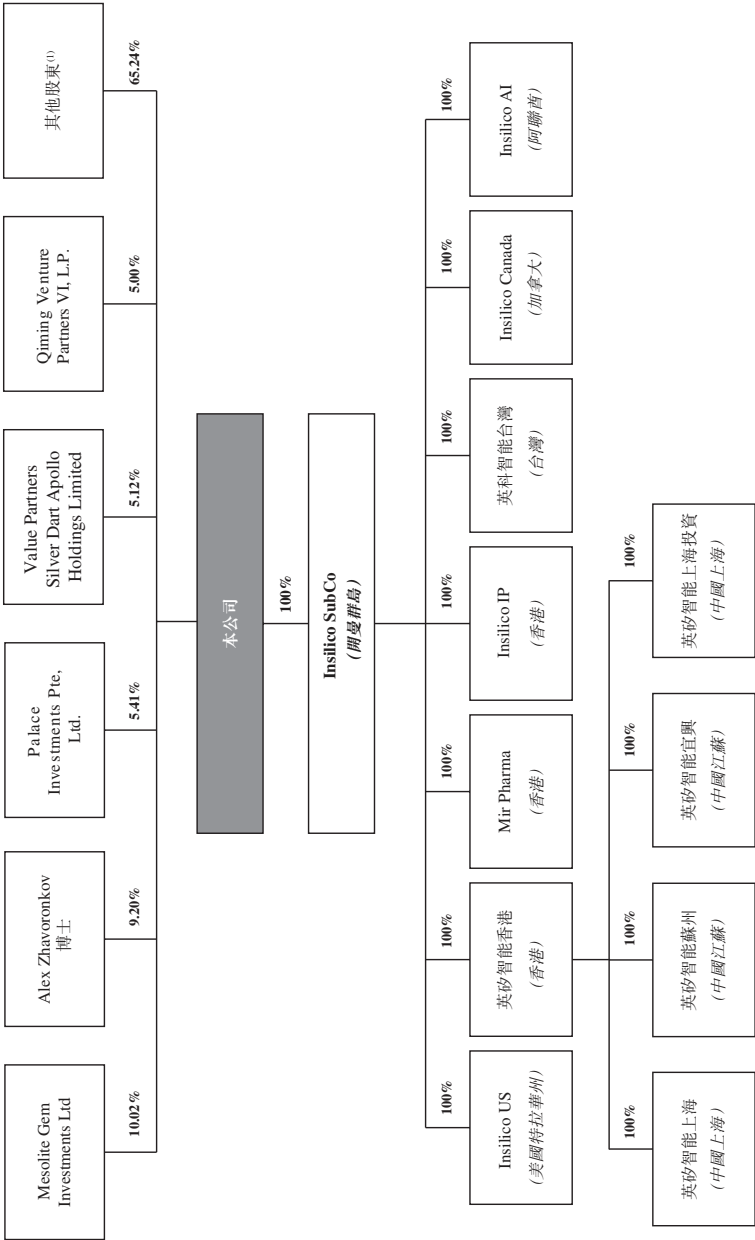 Mesolite Gem
Investments Ltd
Alex Zhavoronkov
博士
Palace
Investments Pte,
Ltd.
Value Partners
Silver Dart Apollo
Holdings Limited
Qiming Venture
Partners VI, L.P.
其他股東(1)
10.02%
9.20%
5.41%
5.12%
5.00%
65.24%
本公司
100%
Insilico SubCo
(開曼群島)
100%
100%
100%
100%
100%
100%
100%
Insilico US
(美國特拉華州)
英矽智能香港
(香港)
Mir Pharma
(香港)
Insilico IP
(香港)
英科智能台灣
(台灣)
Insilico Canada
(加拿大)
Insilico AI
(阿聯酋)
100%
100%
100%
100%
英矽智能上海
(中國上海)
英矽智能蘇州
(中國江蘇)
英矽智能宜興
(中國江蘇)
英矽智能上海投資
(中國上海)